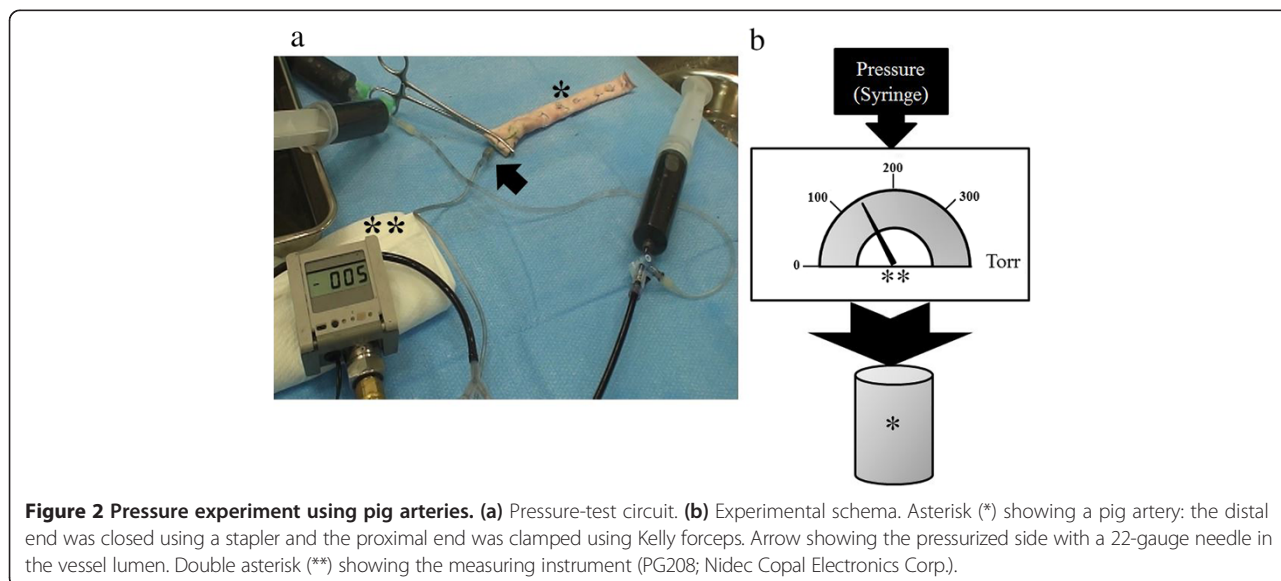 a
b
*
**
- 005
Pressure
(Syringe)
0
100
200
300
Torr
**
*
Figure 2 Pressure experiment using pig arteries. (a) Pressure-test circuit. (b) Experimental schema. Asterisk (*) showing a pig artery: the distal
end was closed using a stapler and the proximal end was clamped using Kelly forceps. Arrow showing the pressurized side with a 22-gauge needle in
the vessel lumen. Double asterisk (**) showing the measuring instrument (PG208; Nidec Copal Electronics Corp.).